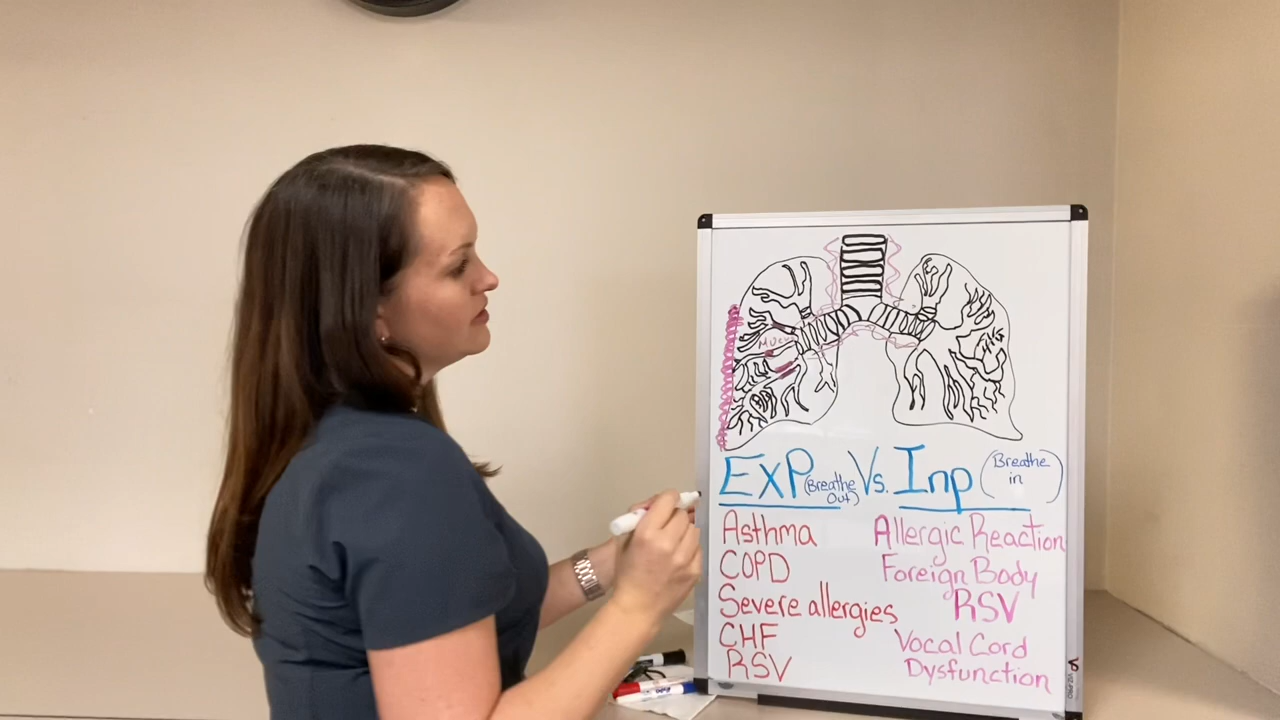 Mucus
ExP (Breathe Out) Vs. Inp (Breathe in)
Asthma
COPD
Severe allergies
CHF
RSV
Allergic Reaction
Foreign Body
RSV
Vocal Cord
Dysfunction